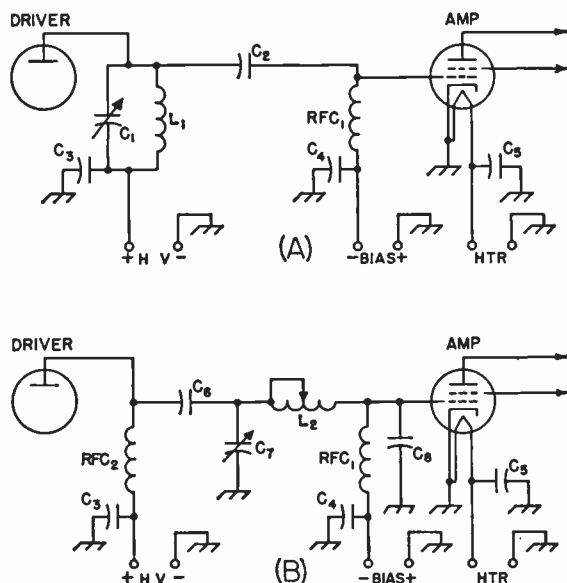 DRIVER
AMP
C2
C1
L1
RFC1
C3
C4
C5
+ H V -
(A)
-BIAS+
HTR
DRIVER
AMP
C6
L2
C7
RFC2
RFC1
C8
C3
C4
C5
+ H V -
(B)
-BIAS+
HTR